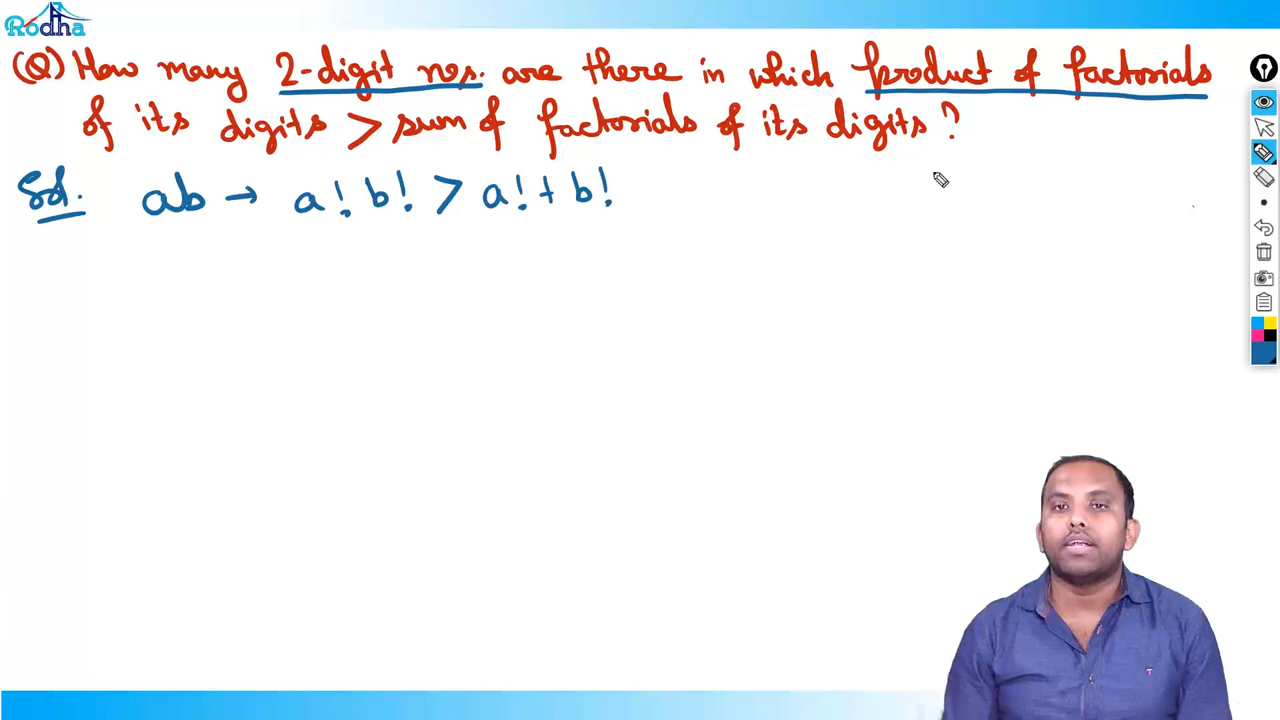 Rodha
(Q) How many 2-digit nos. are there in which product of factorials
of its digits > sum of factorials of its digits ?
Sol. ab → a! b! > a! + b!